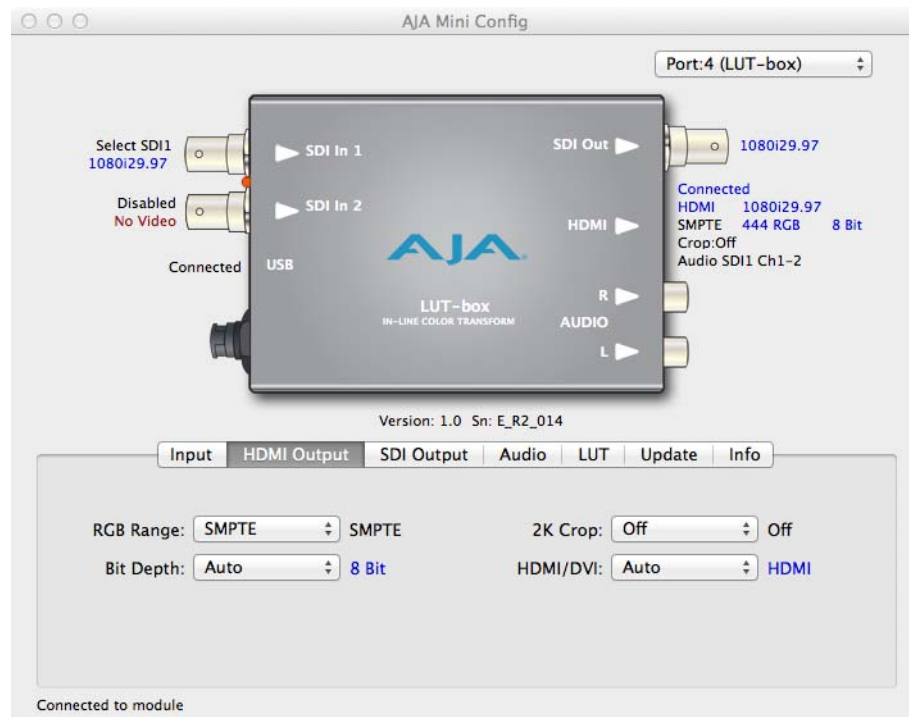 AJA Mini Config
Port:4 (LUT-box)
Select SDI1
1080i29.97
Disabled
No Video
Connected
SDI In 1
SDI In 2
USB
AJA
LUT-box
IN-LINE COLOR TRANSFORM
SDI Out
HDMI
R
AUDIO
L
1080i29.97
Connected
HDMI 1080i29.97
SMPTE 444 RGB 8 Bit
Crop:Off
Audio SDI1 Ch1-2
Version: 1.0 Sn: E_R2_014
Input HDMI Output SDI Output Audio LUT Update Info
RGB Range: SMPTE SMPTE 2K Crop: Off Off
Bit Depth: Auto 8 Bit HDMI/DVI: Auto HDMI
Connected to module